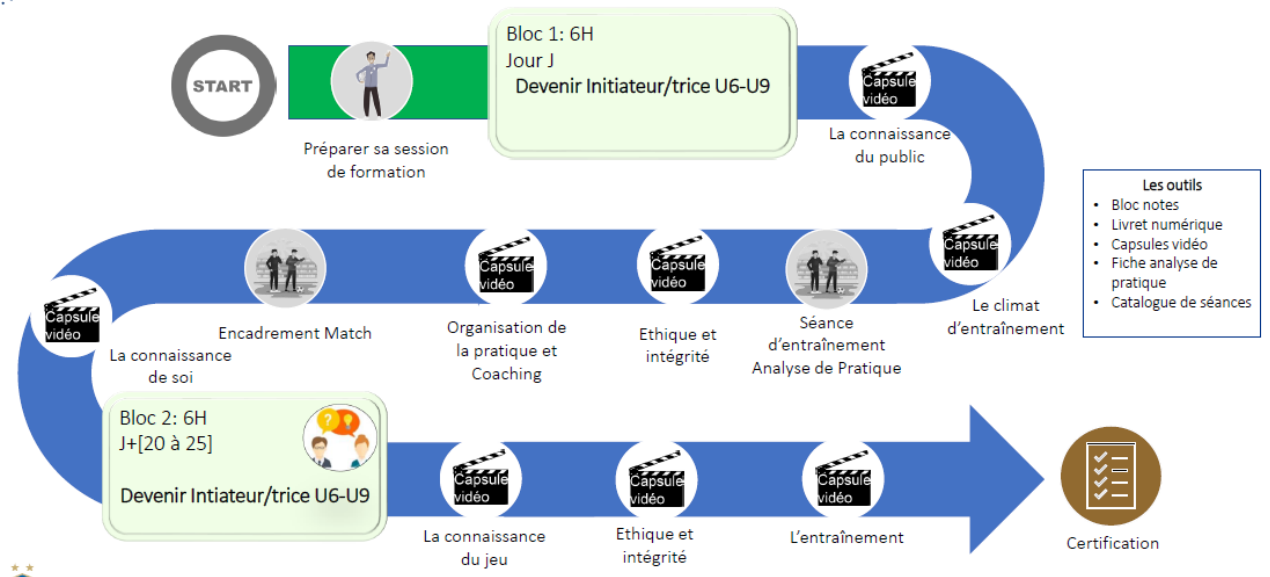 START
Préparer sa session
de formation
Bloc 1: 6H
Jour J
Devenir Initiateur/trice U6-U9
Capsule
vidéo
La connaissance
du public
Les outils
• Bloc notes
• Livret numérique
• Capsules vidéo
• Fiche analyse de
pratique
• Catalogue de séances
Capsule
vidéo
Le climat
d'entraînement
Séance
d'entraînement
Analyse de Pratique
Capsule
vidéo
Ethique et
intégrité
Capsule
vidéo
Organisation de
la pratique et
Coaching
Encadrement Match
Capsule
vidéo
La connaissance
de soi
Bloc 2: 6H
J+[20 à 25]
Devenir Intiateur/trice U6-U9
Capsule
vidéo
La connaissance
du jeu
Capsule
vidéo
Ethique et
intégrité
Capsule
vidéo
L'entraînement
Certification